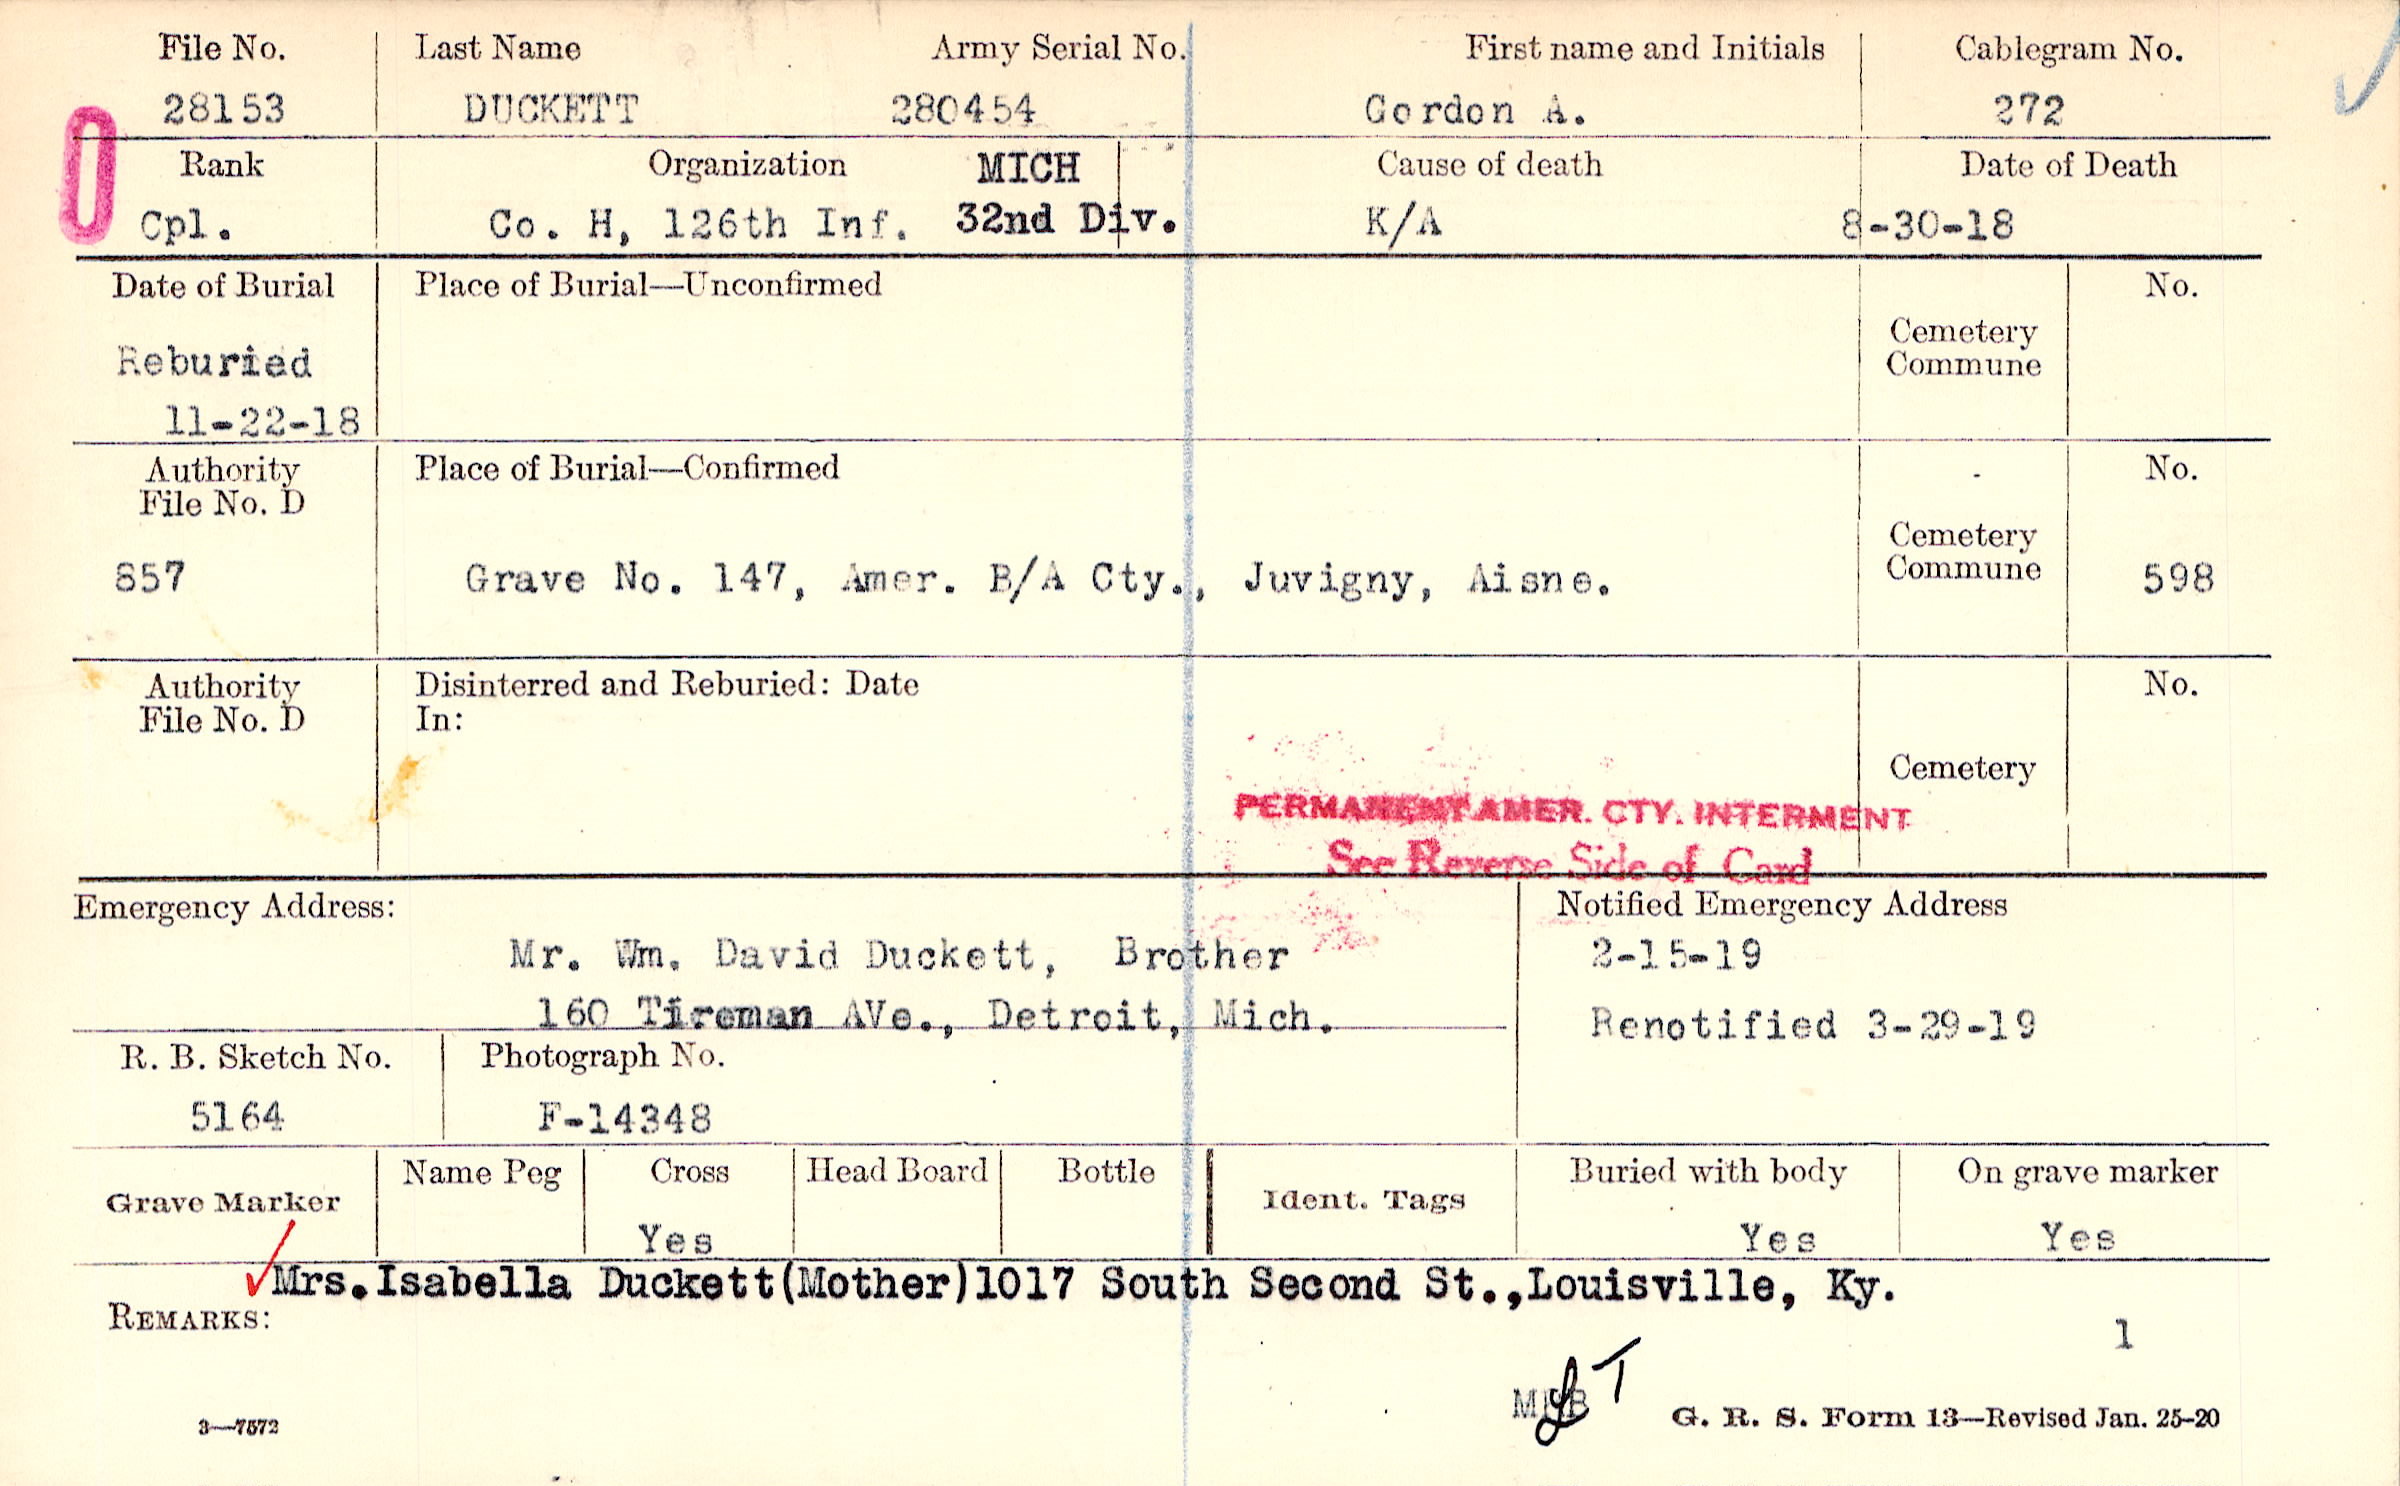 File No. Last Name Army Serial No. First name and Initials Cablegram No.
28153 DUCKETT 280454 Gordon A. 272
Rank Organization MICH Cause of death Date of Death
Cpl. Co. H, 126th Inf. 32nd Div. K/A 8-30-18
Date of Burial Place of Burial—Unconfirmed No.
Cemetery
Commune
Reburied
11-22-18
Authority Place of Burial—Confirmed No.
File No. D
Cemetery
Commune
857 Grave No. 147, Amer. B/A Cty., Juvigny, Aisne. 598
Authority Disinterred and Reburied: Date No.
File No. D In:
Cemetery
PERMANENT AMER. CTY. INTERMENT
See Reverse Side of Card
Emergency Address: Notified Emergency Address
Mr. Wm. David Duckett, Brother 2-15-19
160 Tireman AVe., Detroit, Mich. Renotified 3-29-19
R. B. Sketch No. Photograph No.
5164 F-14348
Grave Marker Name Peg Cross Head Board Bottle Ident. Tags Buried with body On grave marker
Yes Yes Yes
Mrs.Isabella Duckett(Mother)1017 South Second St.,Louisville, Ky.
REMARKS:
1
T
3—7572 G. R. S. Form 13—Revised Jan. 25-20